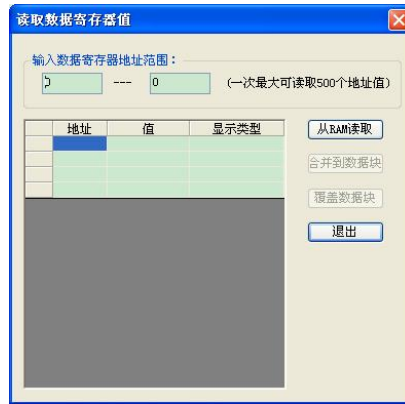 读取数据寄存器值
输入数据寄存器地址范围：
0 --- 0 (一次最大可读取500个地址值)
地址 值 显示类型
从RAM读取
合并到数据块
覆盖数据块
退出